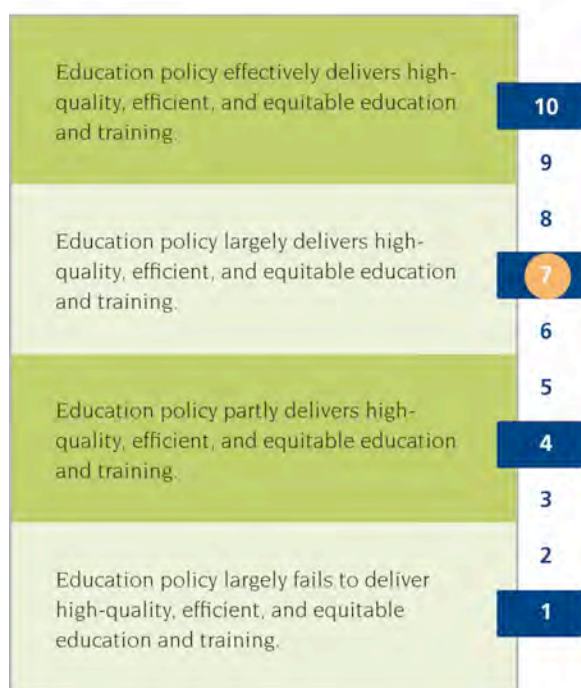 Education policy effectively delivers high-
quality, efficient, and equitable education
and training.
10
9
8
Education policy largely delivers high-
quality, efficient, and equitable education
and training.
7
6
5
Education policy partly delivers high-
quality, efficient, and equitable education
and training.
4
3
2
Education policy largely fails to deliver
high-quality, efficient, and equitable
education and training.
1